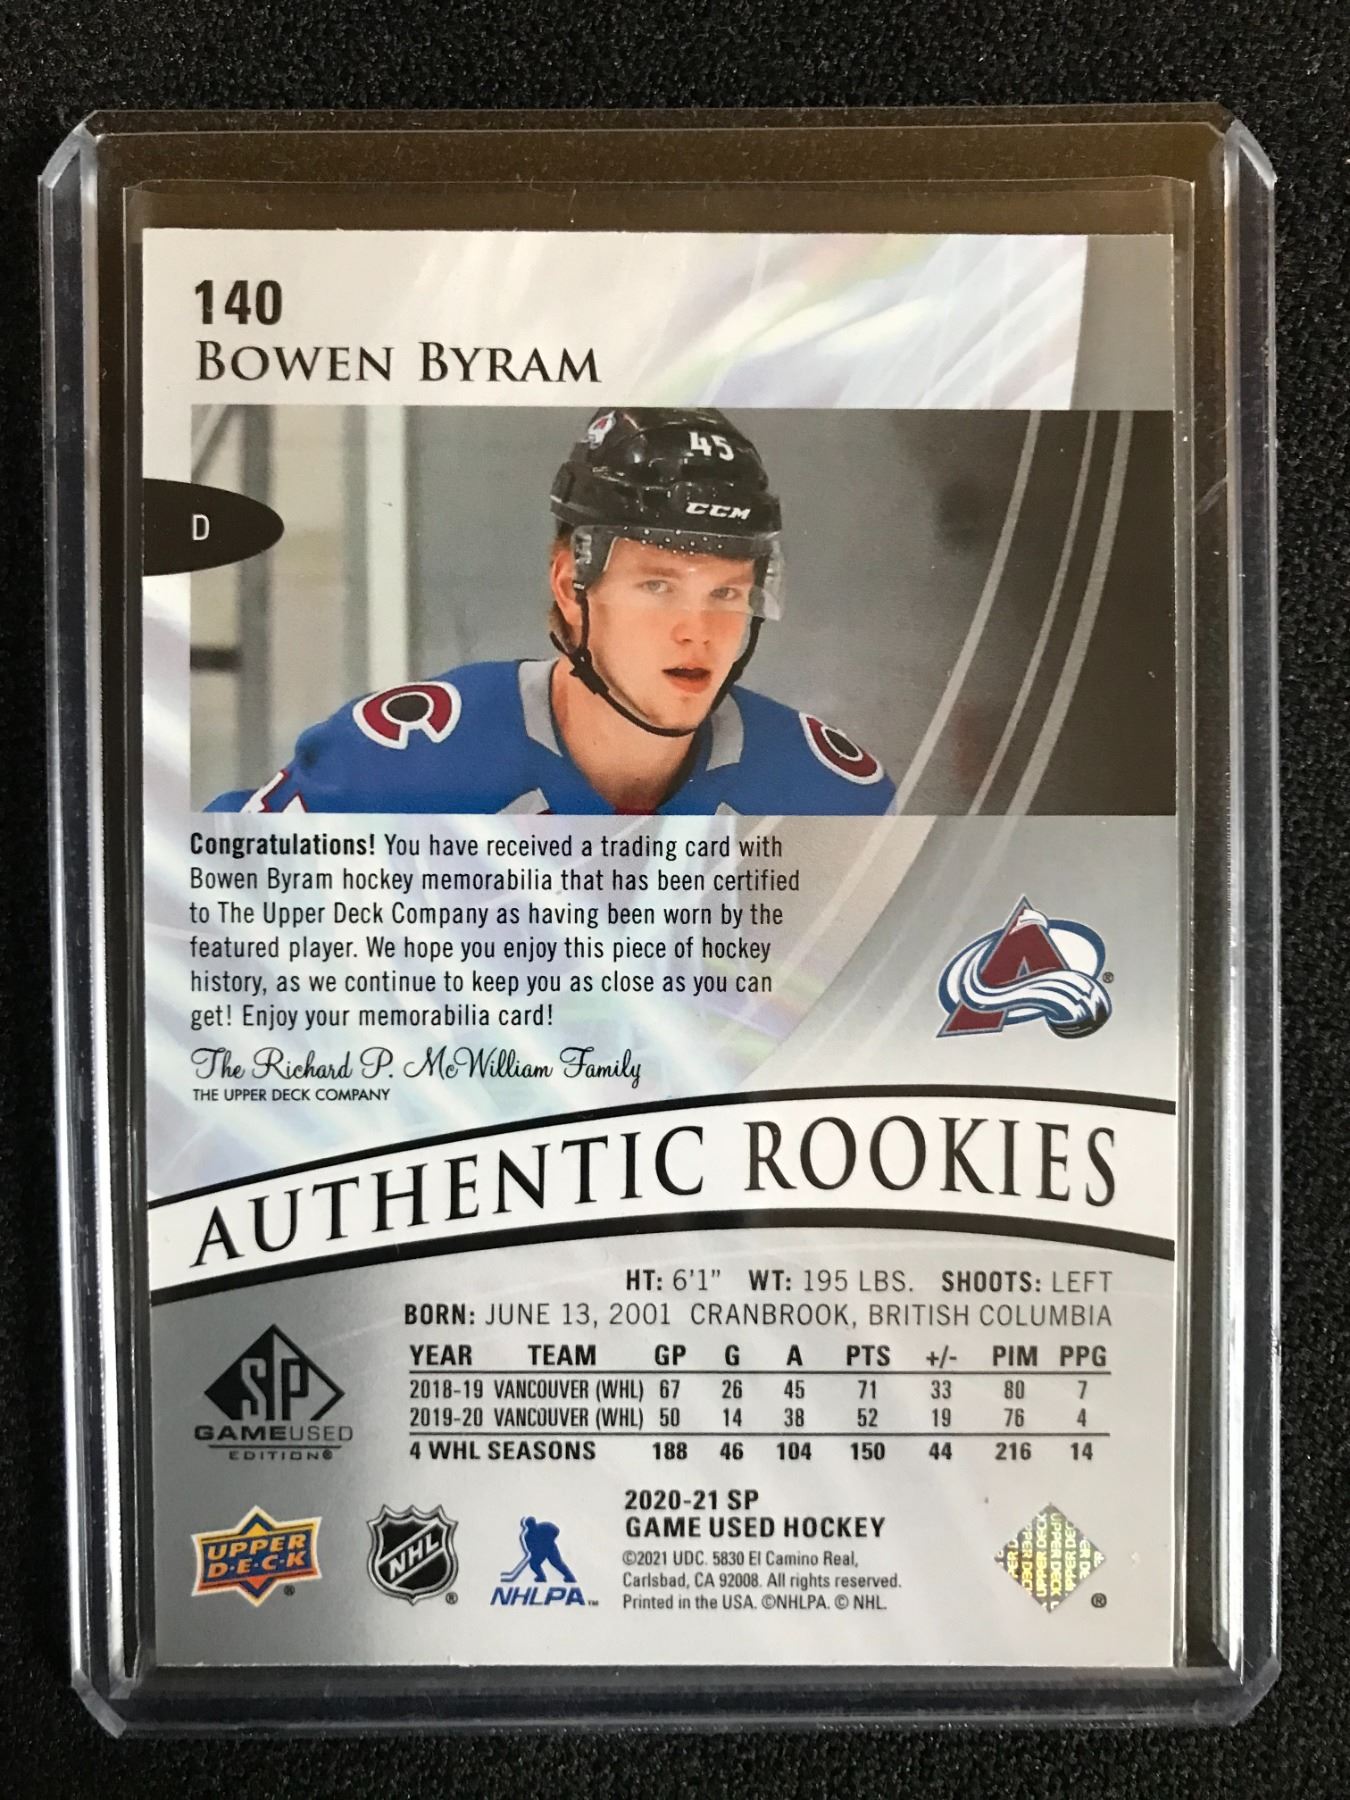 140
BOWEN BYRAM
45
CCM
D
Congratulations! You have received a trading card with
Bowen Byram hockey memorabilia that has been certified
to The Upper Deck Company as having been worn by the
featured player. We hope you enjoy this piece of hockey
history, as we continue to keep you as close as you can
get! Enjoy your memorabilia card!
®
The Richard P. McWilliam Family
THE UPPER DECK COMPANY
AUTHENTIC ROOKIES
HT: 6'1" WT: 195 LBS. SHOOTS: LEFT
BORN: JUNE 13, 2001 CRANBROOK, BRITISH COLUMBIA
YEAR TEAM GP G A PTS +/- PIM PPG
2018-19 VANCOUVER (WHL) 67 26 45 71 33 80 7
2019-20 VANCOUVER (WHL) 50 14 38 52 19 76 4
4 WHL SEASONS 188 46 104 150 44 216 14
SP
GAMEUSED
EDITION®
UPPER
D·E·C·K
®
NHL
®
NHLPA™
2020-21 SP
GAME USED HOCKEY
©2021 UDC. 5830 El Camino Real,
Carlsbad, CA 92008. All rights reserved.
Printed in the USA. ©NHLPA. © NHL.
UPPER DECK
®